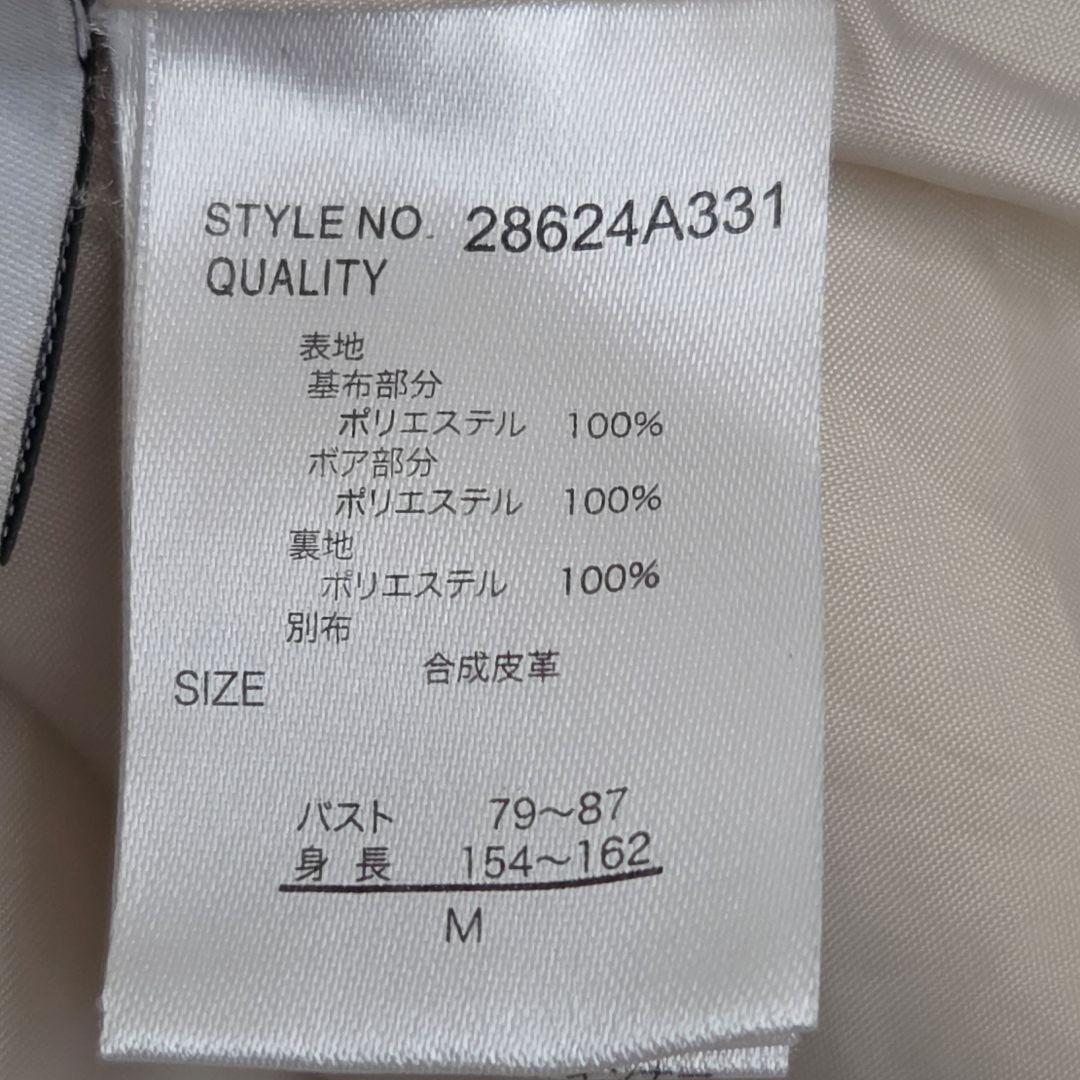 STYLE NO. 28624A331
QUALITY
表地
基布部分
ポリエステル 100%
ボア部分
ポリエステル 100%
裏地
ポリエステル 100%
別布
合成皮革
SIZE
バスト 79～87
身 長 154～162
M